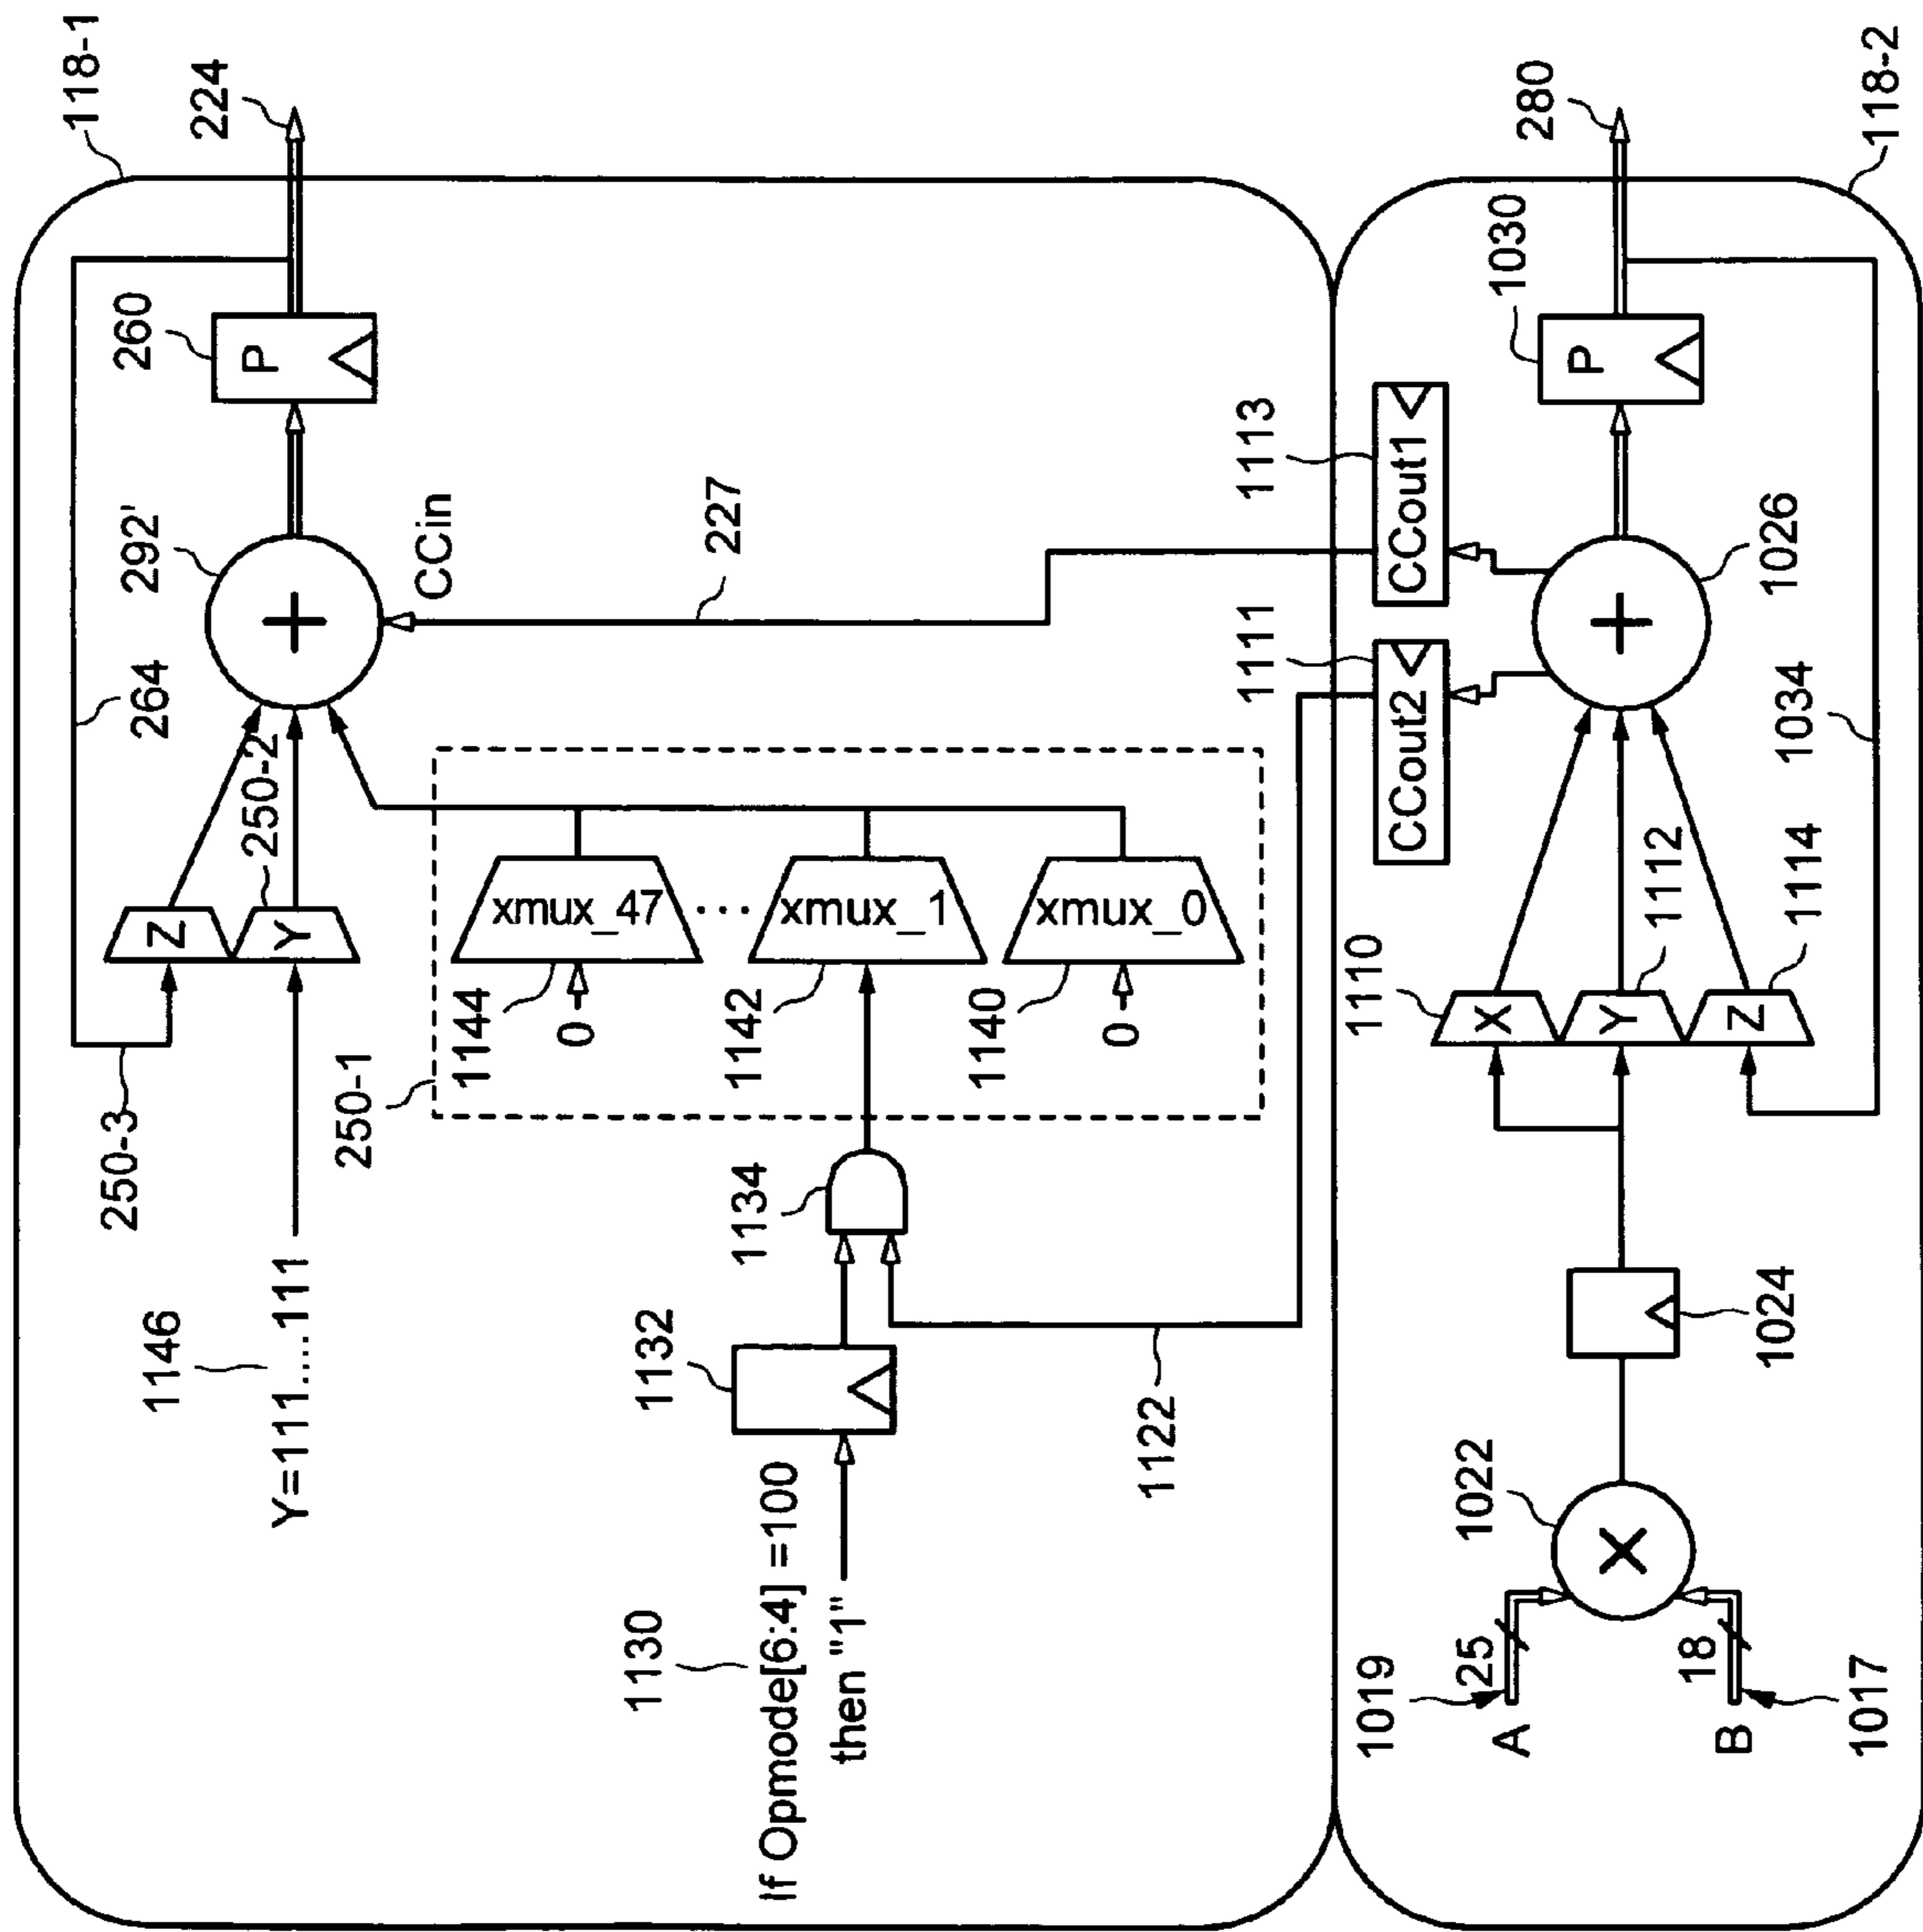 118-1
224
260
P
292'
+
CCin
264
227
250-2
Z
Y
250-3
1146
Y=111....111
250-1
xmux_47
...
xmux_1
xmux_0
1144
0
1142
1140
0
1134
1132
1130
If Opmode[6:4] =100
then "1"
1122
1113
CCout1
1111
CCout2
118-2
280
1030
P
1026
+
1034
1110
X
Y
Z
1112
1114
1024
1022
×
1019
25
A
18
B
1017